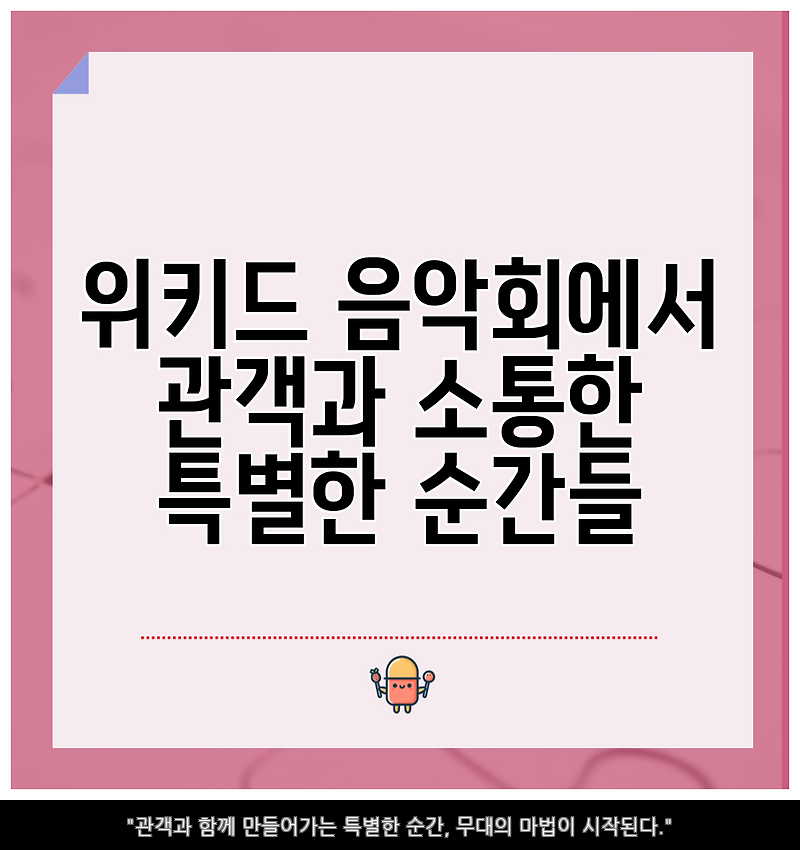 위키드 음악회에서
관객과 소통한
특별한 순간들
"관객과 함께 만들어가는 특별한 순간, 무대의 마법이 시작된다."